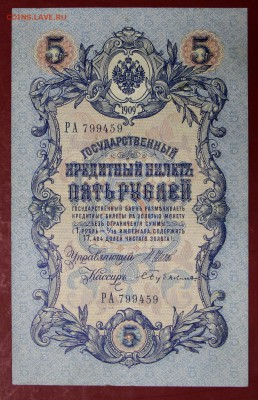 COINS.LAVE.RU
5 5
1909
РА 799459
ГОСУДАРСТВЕННЫЙ
КРЕДИТНЫЙ БИЛЕТЪ
ПЯТЬ РУБЛЕЙ
ГОСУДАРСТВЕННЫЙ БАНКЪ РАЗМѢНИВАЕТЪ
КРЕДИТНЫЕ БИЛЕТЫ НА ЗОЛОТУЮ МОНЕТУ
БЕЗЪ ОГРАНИЧЕНІЯ СУММЫ
(1 РУБЛЬ = 1/15 ИМПЕРІАЛА, СОДЕРЖИТЪ
17,424 ДОЛЕЙ ЧИСТАГО ЗОЛОТА)
Управляющій
Кассиръ
РА 799459
5